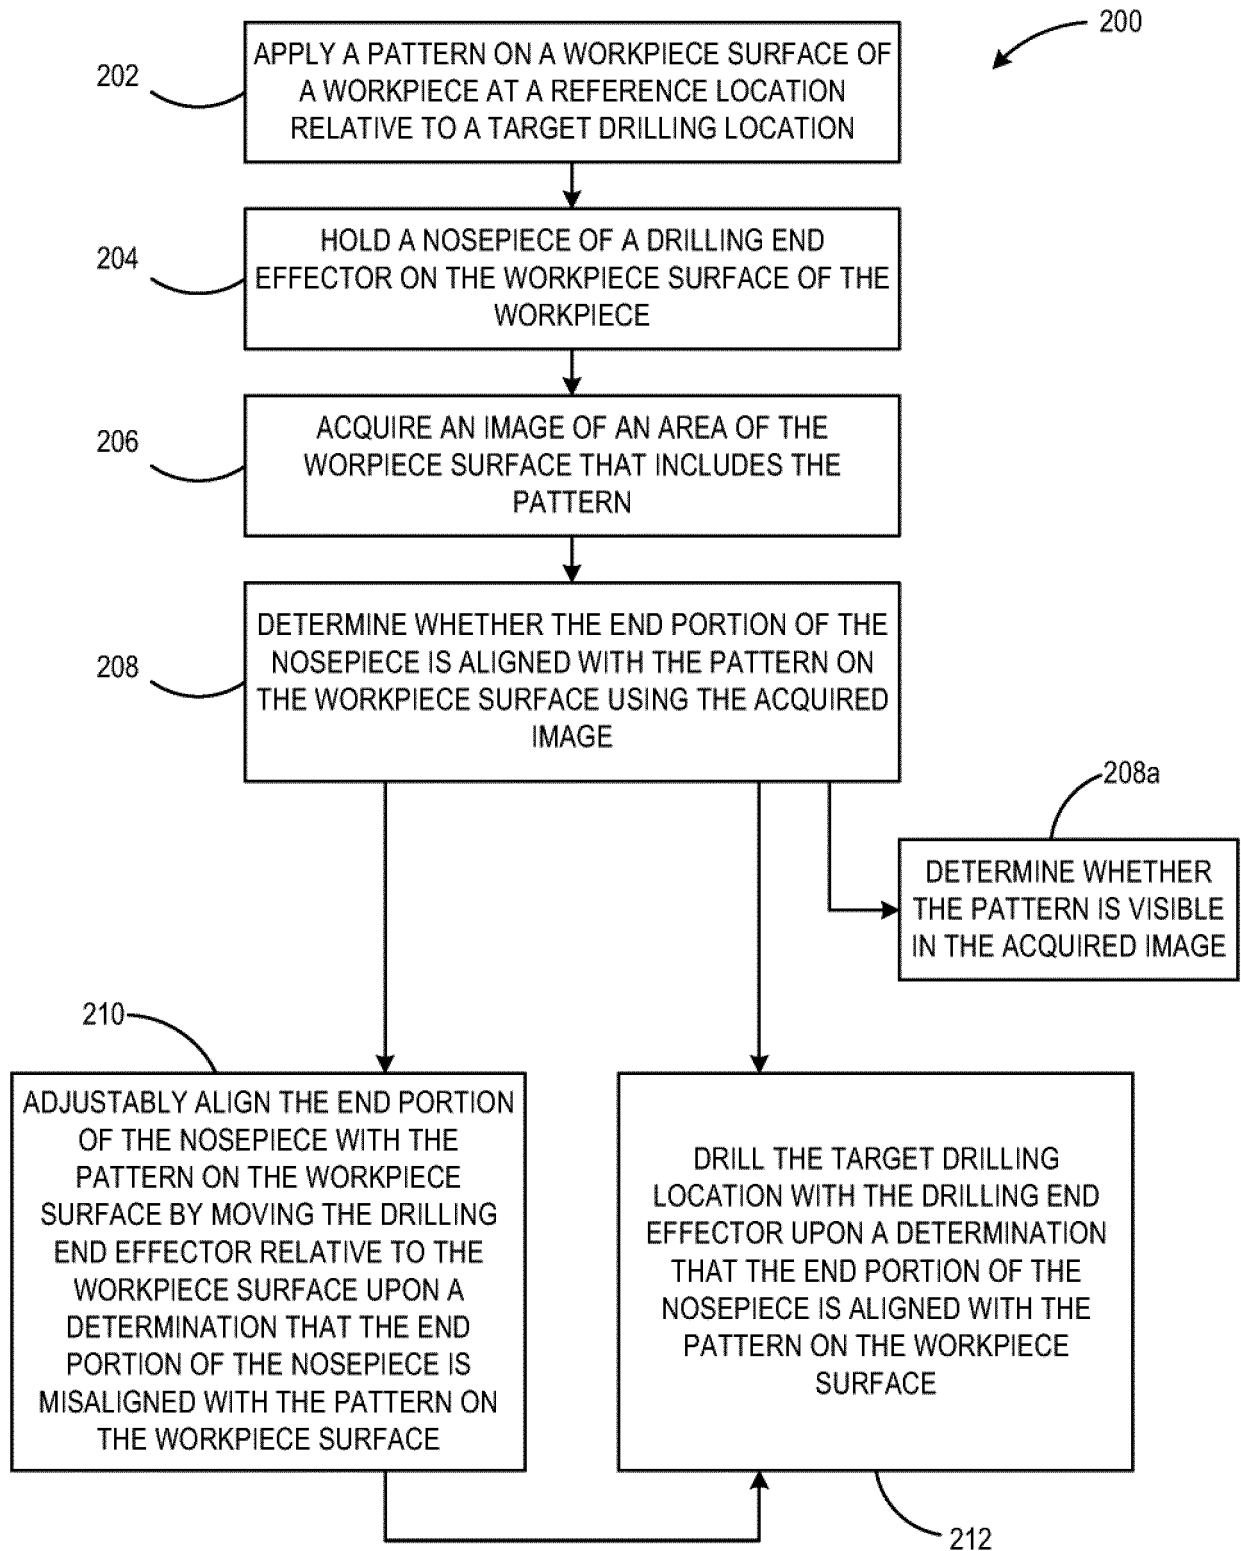 200
202
APPLY A PATTERN ON A WORKPIECE SURFACE OF
A WORKPIECE AT A REFERENCE LOCATION
RELATIVE TO A TARGET DRILLING LOCATION
204
HOLD A NOSEPIECE OF A DRILLING END
EFFECTOR ON THE WORKPIECE SURFACE OF THE
WORKPIECE
206
ACQUIRE AN IMAGE OF AN AREA OF THE
WORPIECE SURFACE THAT INCLUDES THE
PATTERN
208
DETERMINE WHETHER THE END PORTION OF THE
NOSEPIECE IS ALIGNED WITH THE PATTERN ON
THE WORKPIECE SURFACE USING THE ACQUIRED
IMAGE
208a
DETERMINE WHETHER
THE PATTERN IS VISIBLE
IN THE ACQUIRED IMAGE
210
ADJUSTABLY ALIGN THE END PORTION
OF THE NOSEPIECE WITH THE
PATTERN ON THE WORKPIECE
SURFACE BY MOVING THE DRILLING
END EFFECTOR RELATIVE TO THE
WORKPIECE SURFACE UPON A
DETERMINATION THAT THE END
PORTION OF THE NOSEPIECE IS
MISALIGNED WITH THE PATTERN ON
THE WORKPIECE SURFACE
DRILL THE TARGET DRILLING
LOCATION WITH THE DRILLING END
EFFECTOR UPON A DETERMINATION
THAT THE END PORTION OF THE
NOSEPIECE IS ALIGNED WITH THE
PATTERN ON THE WORKPIECE
SURFACE
212